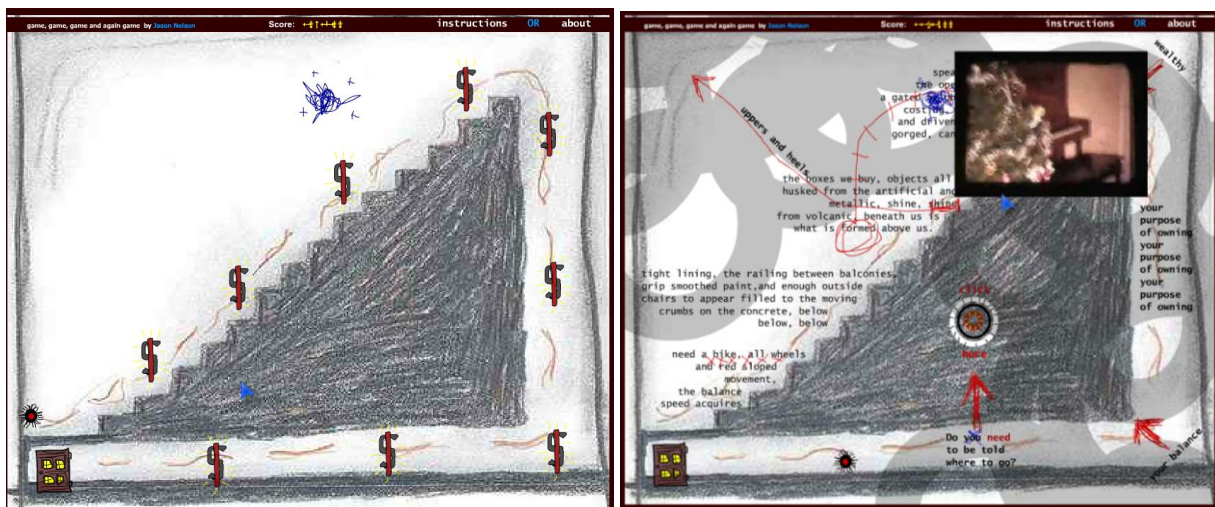 game, game, game and again game by Jason Nelson
Score:
instructions OR about
$
$
$
$
$
$
$
$
$
game, game, game and again game by Jason Nelson
Score:
instructions OR about
wealthy
the
a gated
and driven
gorged,
uppers and heels
the boxes we buy, objects all
husked from the artificial and
metallic, shine, shine
from volcanic, beneath us is
what is formed above us.
your
purpose
of owning
your
purpose
of owning
your
purpose
of owning
tight lining, the railing between balconies,
grip smoothed paint,and enough outside
chairs to appear filled to the moving
crumbs on the concrete, below
below, below
click
here
need a bike, all wheels
and red sloped
movement,
the balance
speed acquires
Do you need
to be told
where to go?
your balance